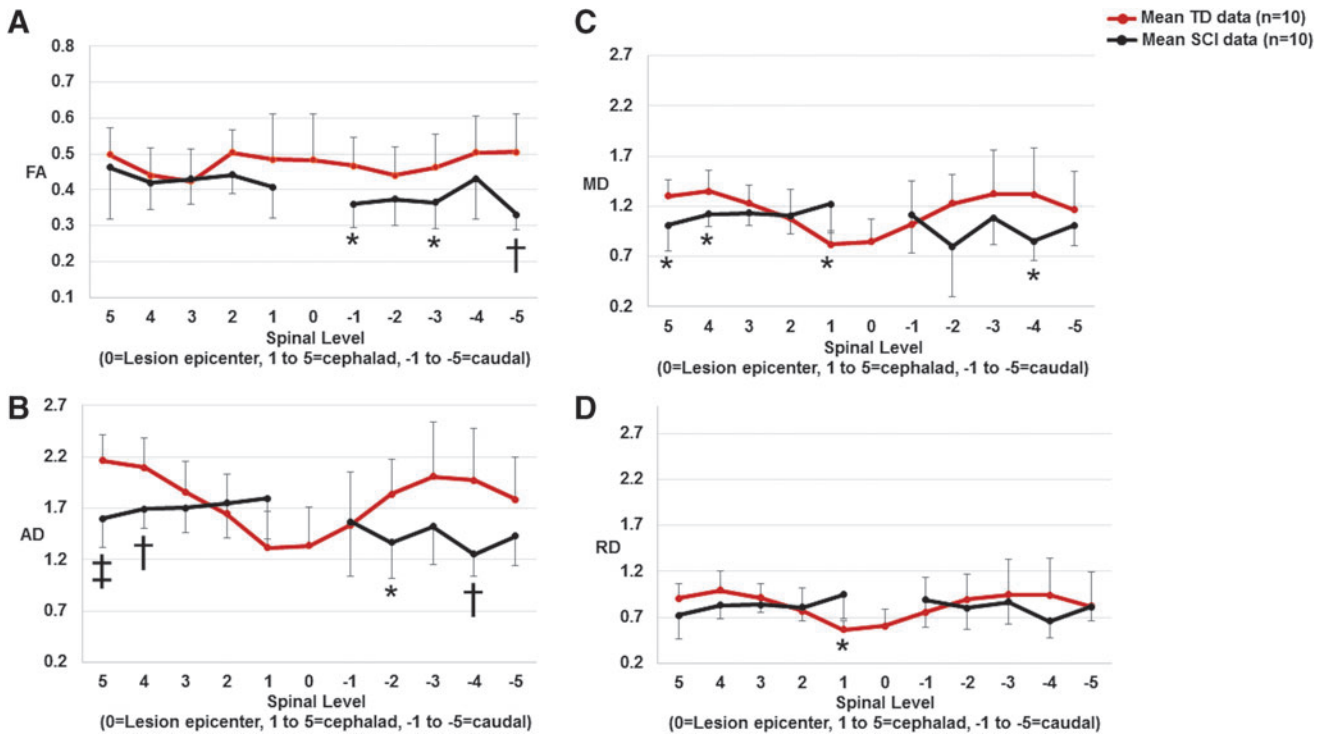 A
0.8
0.7
0.6
0.5
FA
0.4
0.3
0.2
0.1
* * †
5 4 3 2 1 0 -1 -2 -3 -4 -5
Spinal Level
(0=Lesion epicenter, 1 to 5=cephalad, -1 to -5=caudal)
B
2.7
2.2
1.7
AD
1.2
0.7
0.2
‡ † * †
5 4 3 2 1 0 -1 -2 -3 -4 -5
Spinal Level
(0=Lesion epicenter, 1 to 5=cephalad, -1 to -5=caudal)
C
Mean TD data (n=10)
Mean SCI data (n=10)
2.7
2.2
1.7
MD
1.2
0.7
0.2
* * * *
5 4 3 2 1 0 -1 -2 -3 -4 -5
Spinal Level
(0=Lesion epicenter, 1 to 5=cephalad, -1 to -5=caudal)
D
2.7
2.2
1.7
RD
1.2
0.7
0.2
*
5 4 3 2 1 0 -1 -2 -3 -4 -5
Spinal Level
(0=Lesion epicenter, 1 to 5=cephalad, -1 to -5=caudal)